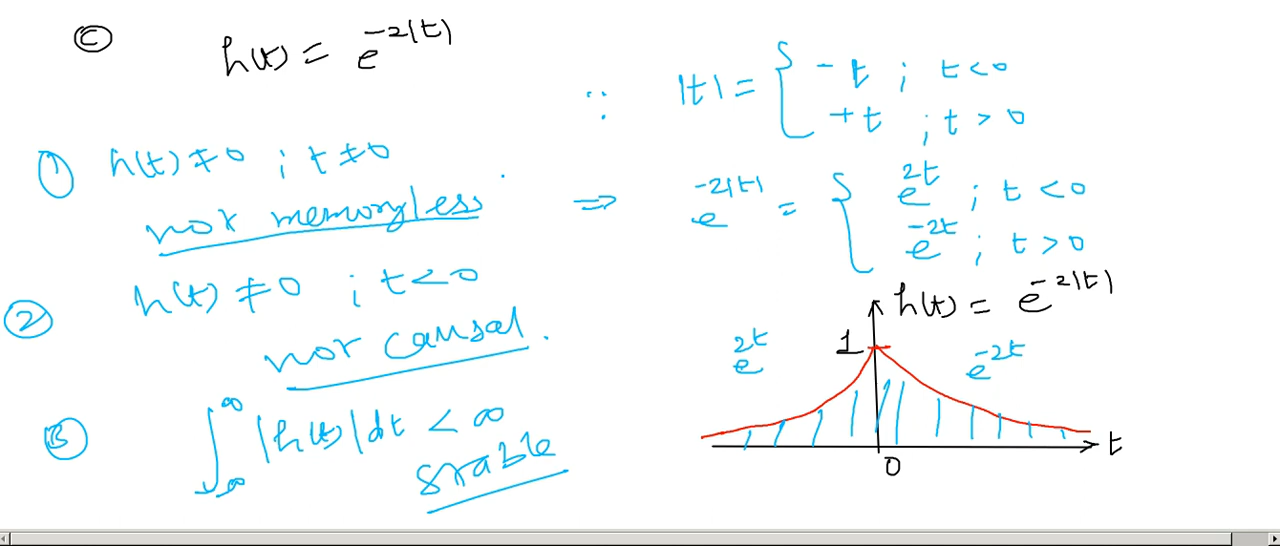 ⓒ h(t) = e^{-2|t|}
∵ |t| = { -t ; t<0
+t ; t>0
① h(t) ≠ 0 ; t≠0
not memoryless
⇒ e^{-2|t|} = { e^{2t} ; t<0
e^{-2t} ; t>0
② h(t) ≠ 0 ; t<0
not causal.
③ ∫_{-∞}^{∞} |h(t)| dt < ∞
stable
h(t) = e^{-2|t|}
e^{2t} 1 e^{-2t}
t
0